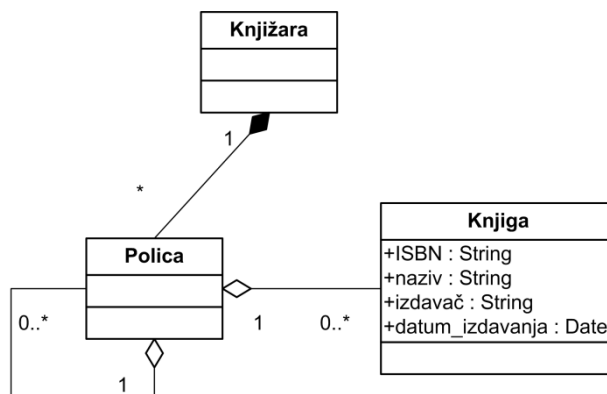 Knjižara
1
*
Polica
Knjiga
+ISBN : String
+naziv : String
+izdavač : String
+datum_izdavanja : Date
0..*
1
0..*
1